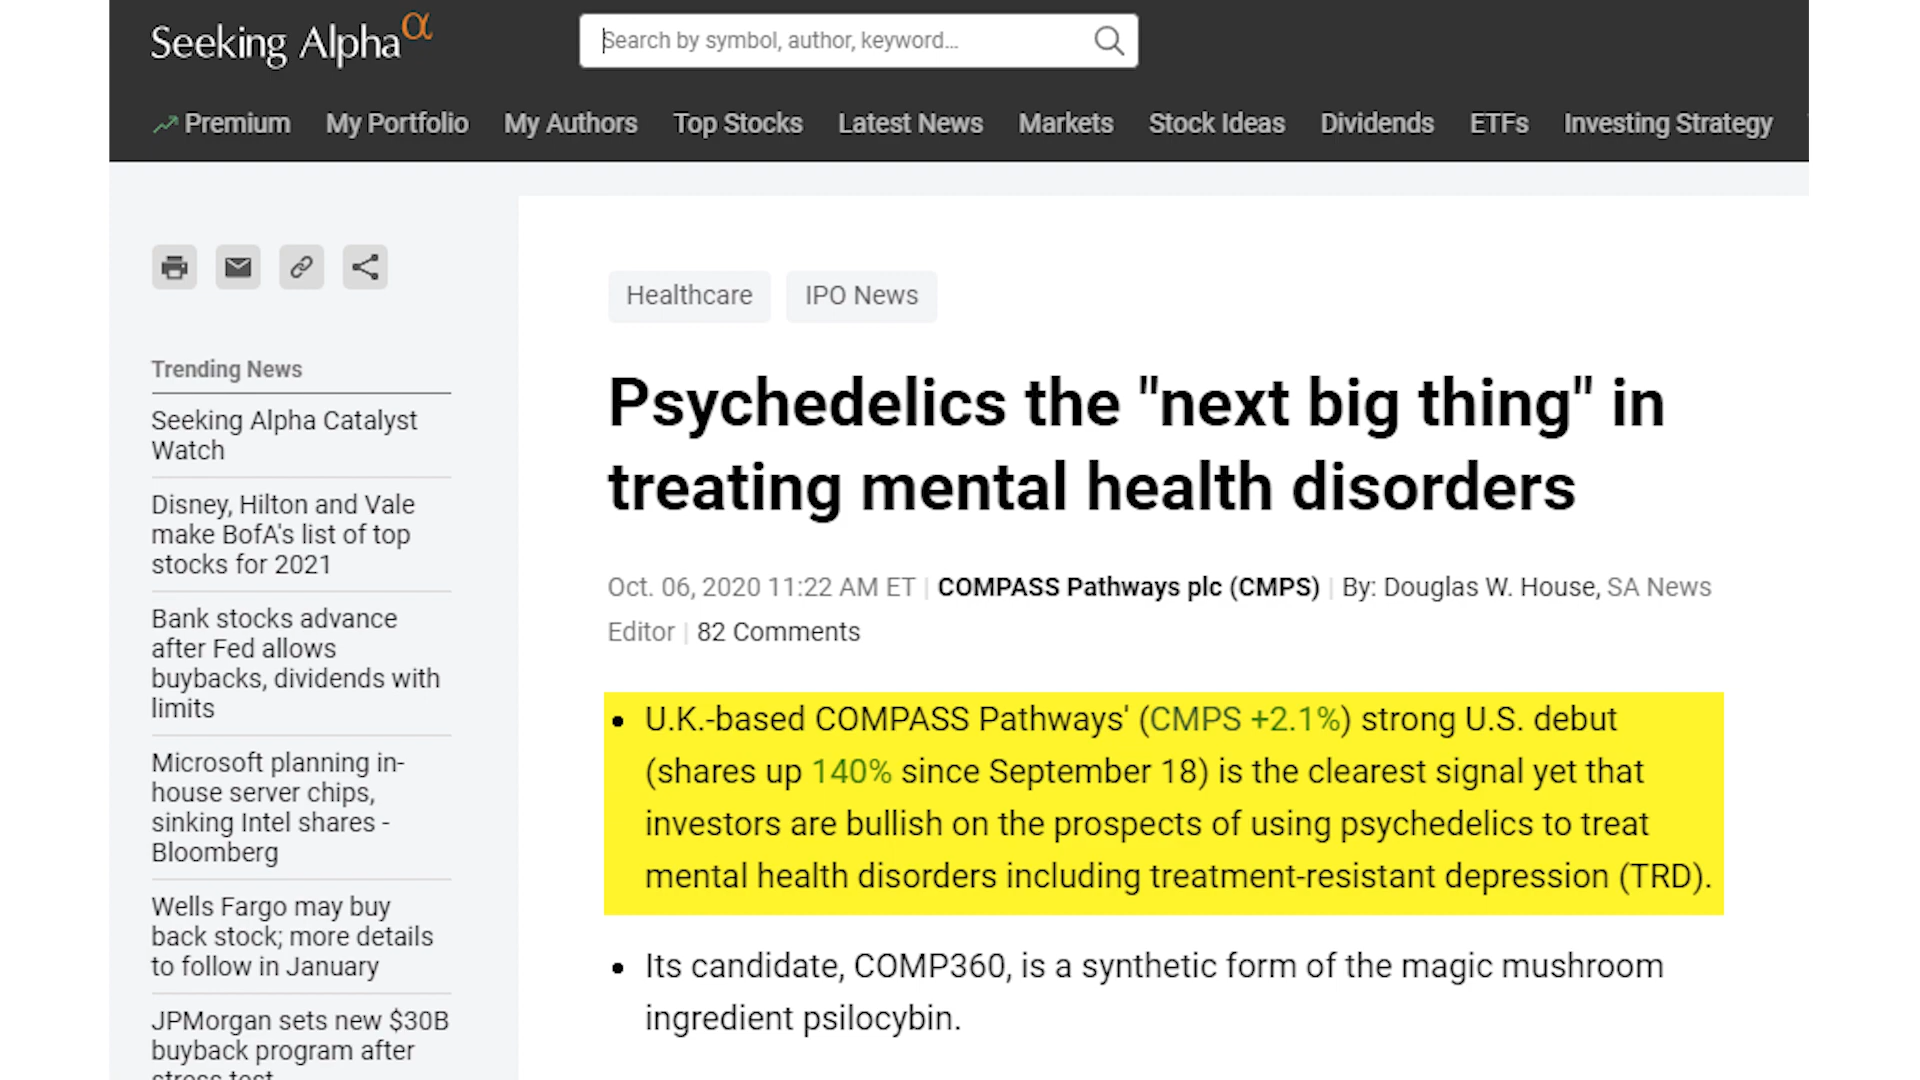 Seeking Alpha α
Search by symbol, author, keyword...
Premium My Portfolio My Authors Top Stocks Latest News Markets Stock Ideas Dividends ETFs Investing Strategy
Trending News
Seeking Alpha Catalyst
Watch
Disney, Hilton and Vale
make BofA's list of top
stocks for 2021
Bank stocks advance
after Fed allows
buybacks, dividends with
limits
Microsoft planning in-
house server chips,
sinking Intel shares -
Bloomberg
Wells Fargo may buy
back stock; more details
to follow in January
JPMorgan sets new $30B
buyback program after
stress test
Healthcare IPO News
Psychedelics the "next big thing" in
treating mental health disorders
Oct. 06, 2020 11:22 AM ET | COMPASS Pathways plc (CMPS) | By: Douglas W. House, SA News
Editor | 82 Comments
• U.K.-based COMPASS Pathways' (CMPS +2.1%) strong U.S. debut
(shares up 140% since September 18) is the clearest signal yet that
investors are bullish on the prospects of using psychedelics to treat
mental health disorders including treatment-resistant depression (TRD).
• Its candidate, COMP360, is a synthetic form of the magic mushroom
ingredient psilocybin.